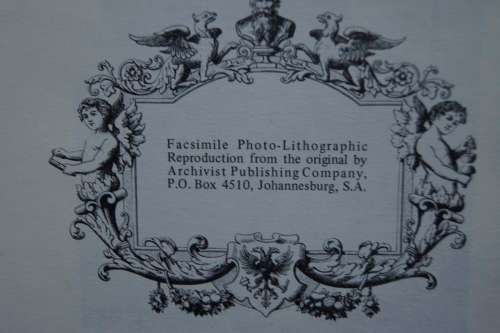 Facsimile Photo-Lithographic
Reproduction from the original by
Archivist Publishing Company,
P.O. Box 4510, Johannesburg, S.A.